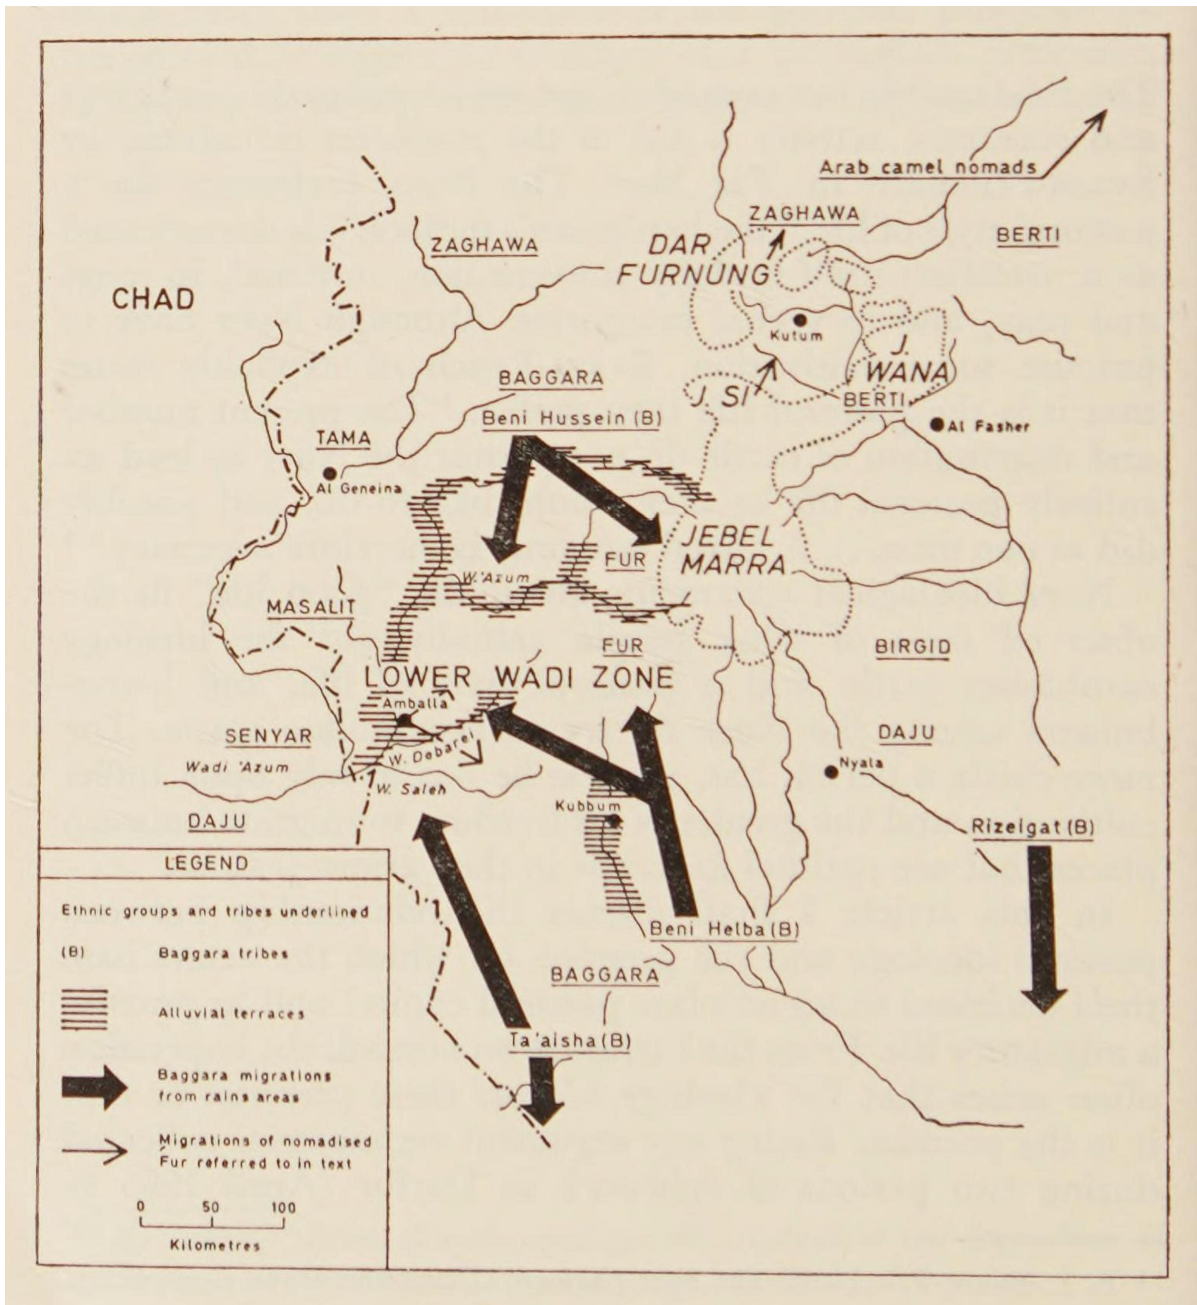 Arab camel nomads
ZAGHAWA
BERTI
ZAGHAWA
DAR
FURNUNG
CHAD
Kutum
J.
WANA
BAGGARA
J. SI
BERTI
Beni Hussein (B)
Al Fasher
TAMA
Al Geneina
JEBEL
MARRA
FUR
W.'Azum
MASALIT
FUR
BIRGID
LOWER WADI ZONE
Amballa
SENYAR
DAJU
W. Debarei
Wadi 'Azum
Nyala
W. Saleh
Kubbum
DAJU
Rizeigat (B)
LEGEND
Ethnic groups and tribes underlined
(B) Baggara tribes
Alluvial terraces
Baggara migrations
from rains areas
Migrations of nomadised
Fur referred to in text
0 50 100
Kilometres
Beni Helba (B)
BAGGARA
Ta'aisha (B)